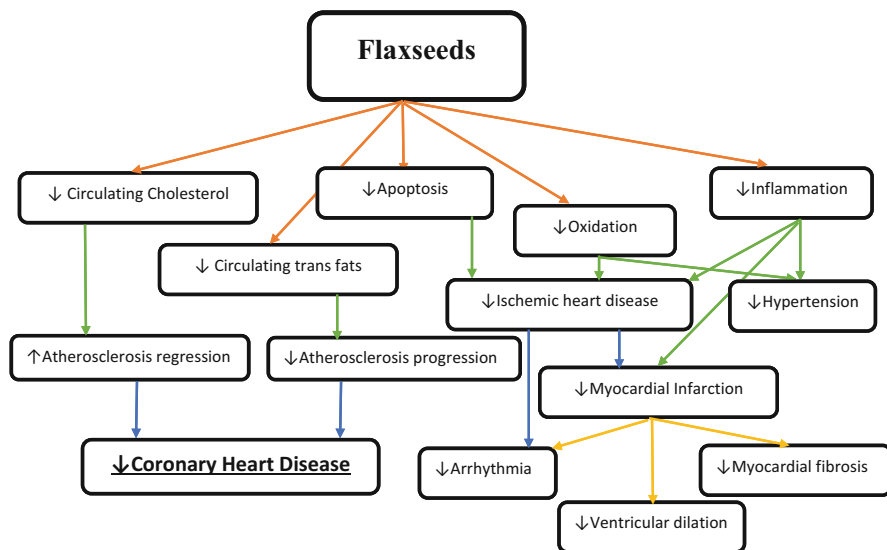 Flaxseeds
↓ Circulating Cholesterol
↓Apoptosis
↓Inflammation
↓Oxidation
↓ Circulating trans fats
↓Ischemic heart disease
↓Hypertension
↑Atherosclerosis regression
↓Atherosclerosis progression
↓Myocardial Infarction
↓Coronary Heart Disease
↓Arrhythmia
↓Myocardial fibrosis
↓Ventricular dilation